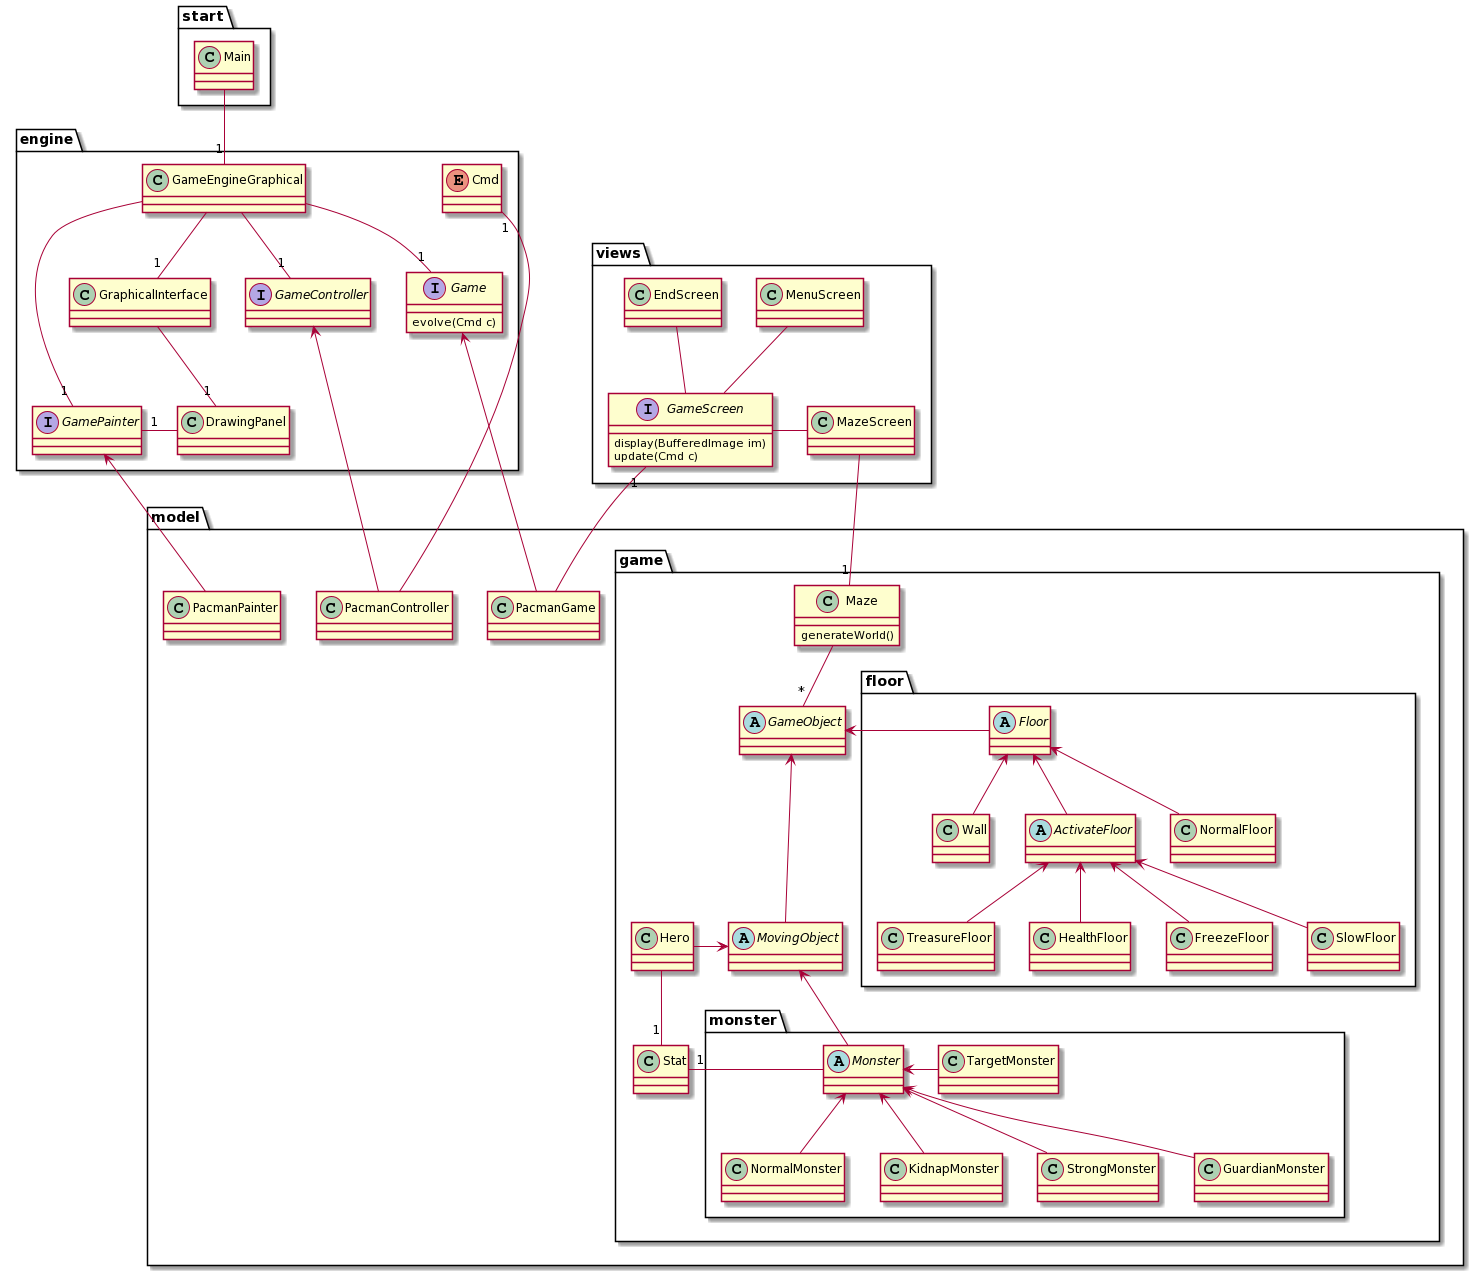 start
C Main
engine
1
C GameEngineGraphical
E Cmd
1
views
1
1
1
C GraphicalInterface
I GameController
I Game
evolve(Cmd c)
C EndScreen
C MenuScreen
1
1
I GamePainter
1
C DrawingPanel
I GameScreen
display(BufferedImage im)
update(Cmd c)
C MazeScreen
1
model
game
1
C PacmanPainter
C PacmanController
C PacmanGame
C Maze
generateWorld()
floor
*
A GameObject
A Floor
C Wall
A ActivateFloor
C NormalFloor
C Hero
A MovingObject
C TreasureFloor
C HealthFloor
C FreezeFloor
C SlowFloor
monster
1
C Stat
1
A Monster
C TargetMonster
C NormalMonster
C KidnapMonster
C StrongMonster
C GuardianMonster